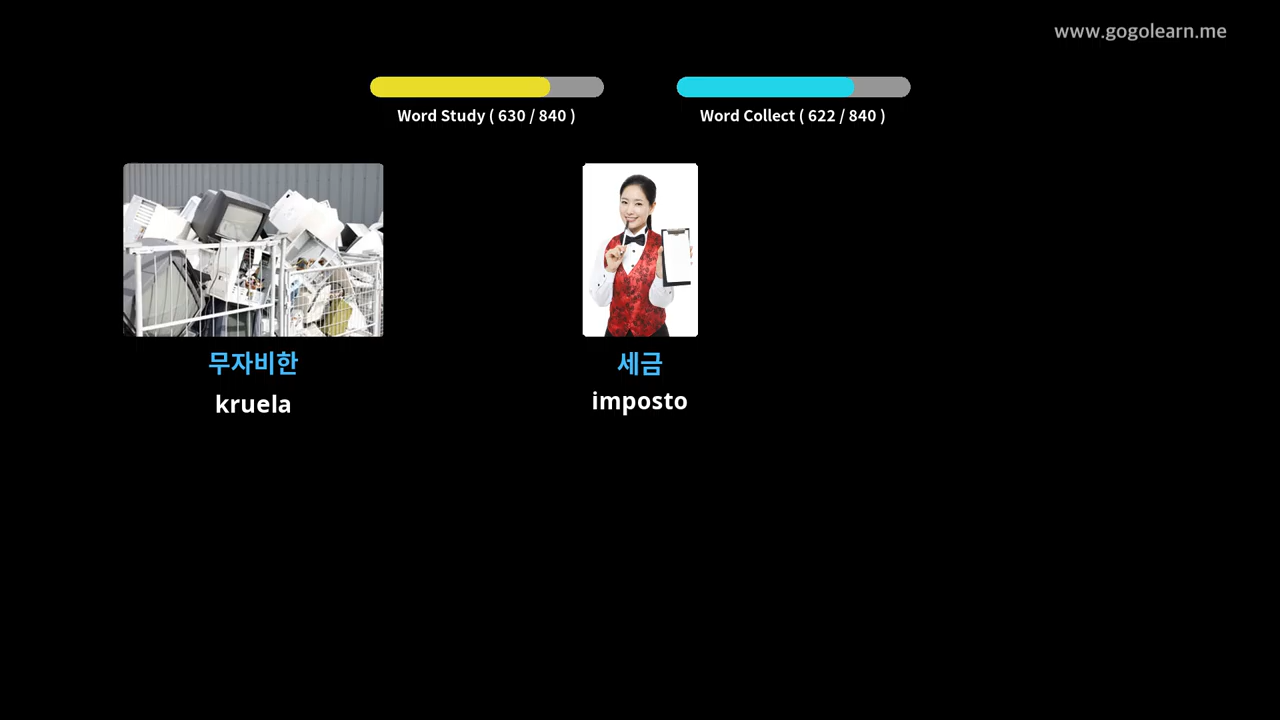 www.gogolearn.me
Word Study ( 630 / 840 )
Word Collect ( 622 / 840 )
무자비한
kruela
세금
imposto